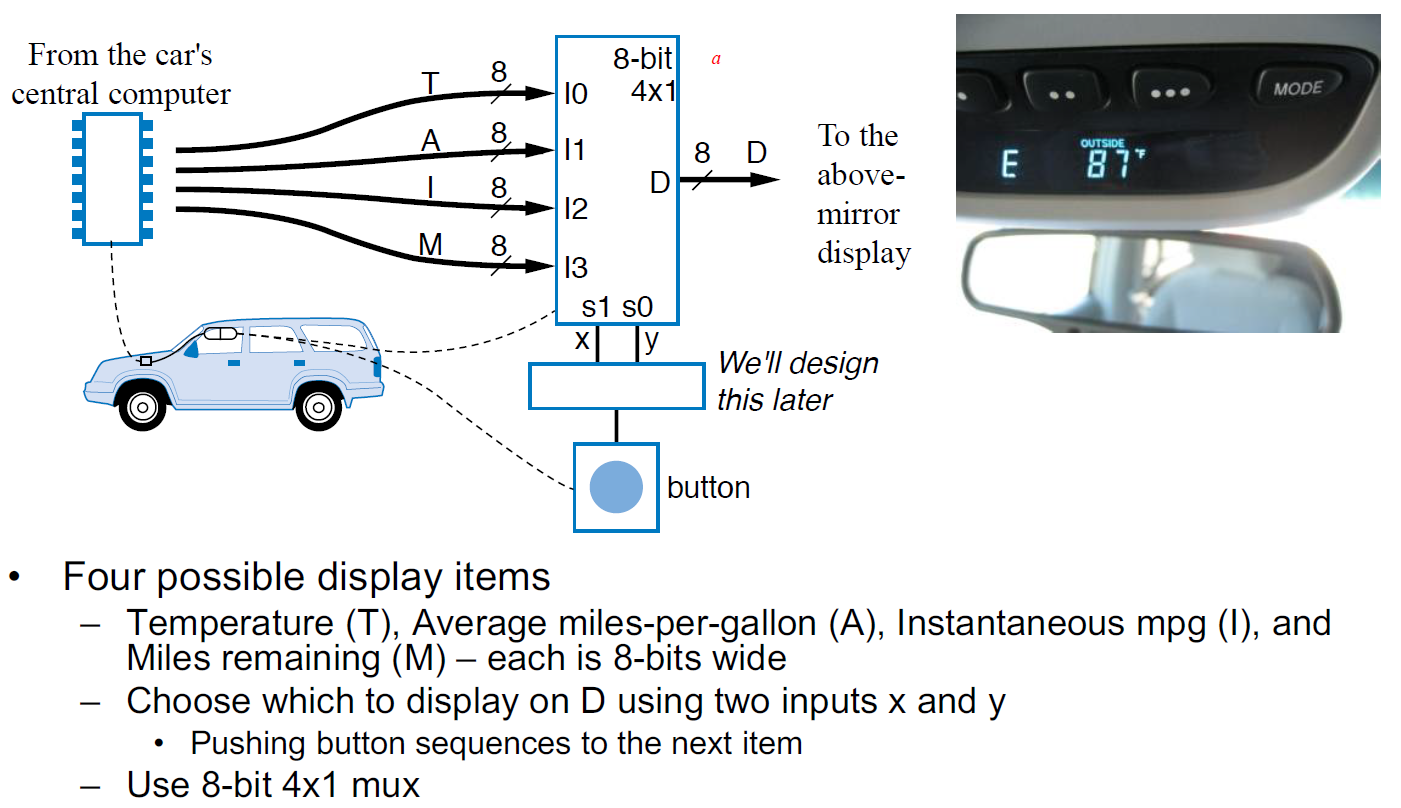 From the car's
central computer
T
8
A
8
I
8
M
8
8-bit
4x1
I0
I1
I2
I3
D
s1 s0
a
8 D
To the
above-
mirror
display
x
y
We'll design
this later
button
MODE
OUTSIDE
E 87°F
• Four possible display items
– Temperature (T), Average miles-per-gallon (A), Instantaneous mpg (I), and
Miles remaining (M) – each is 8-bits wide
– Choose which to display on D using two inputs x and y
• Pushing button sequences to the next item
– Use 8-bit 4x1 mux